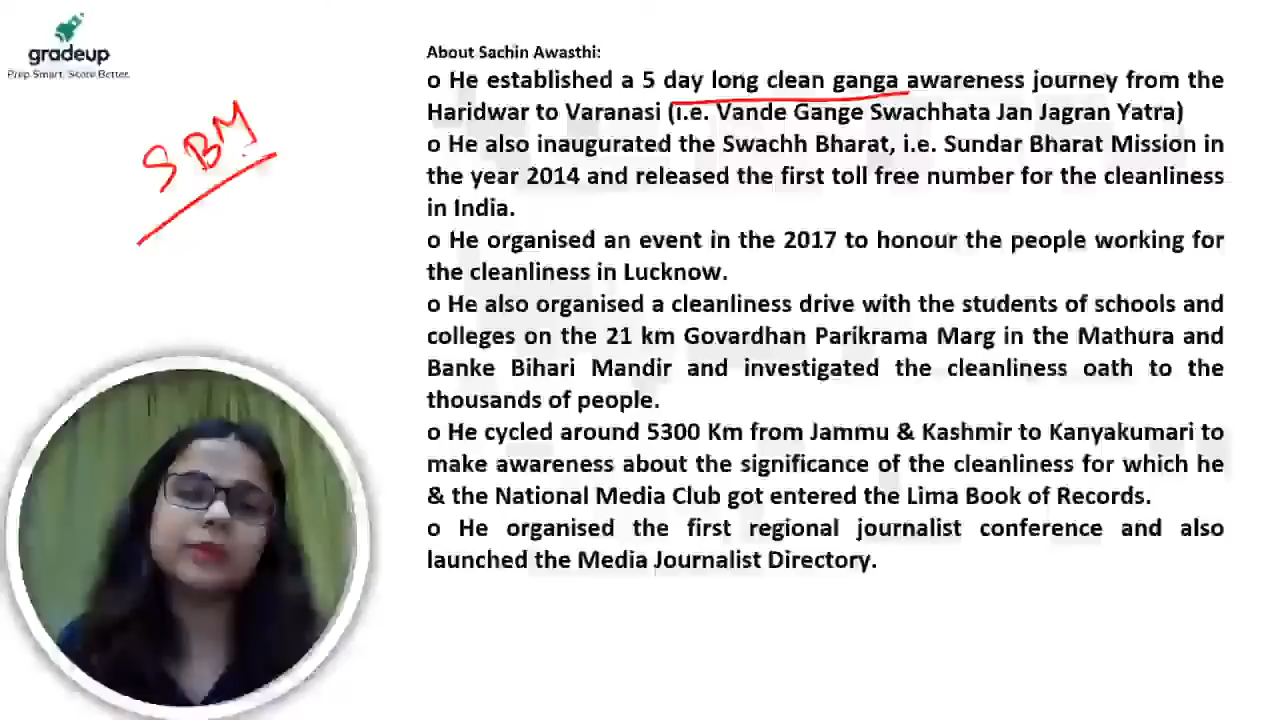 gradeup
Prep Smart. Score Better.
SBM
About Sachin Awasthi:
o He established a 5 day long clean ganga awareness journey from the
Haridwar to Varanasi (i.e. Vande Gange Swachhata Jan Jagran Yatra)
o He also inaugurated the Swachh Bharat, i.e. Sundar Bharat Mission in
the year 2014 and released the first toll free number for the cleanliness
in India.
o He organised an event in the 2017 to honour the people working for
the cleanliness in Lucknow.
o He also organised a cleanliness drive with the students of schools and
colleges on the 21 km Govardhan Parikrama Marg in the Mathura and
Banke Bihari Mandir and investigated the cleanliness oath to the
thousands of people.
o He cycled around 5300 Km from Jammu & Kashmir to Kanyakumari to
make awareness about the significance of the cleanliness for which he
& the National Media Club got entered the Lima Book of Records.
o He organised the first regional journalist conference and also
launched the Media Journalist Directory.